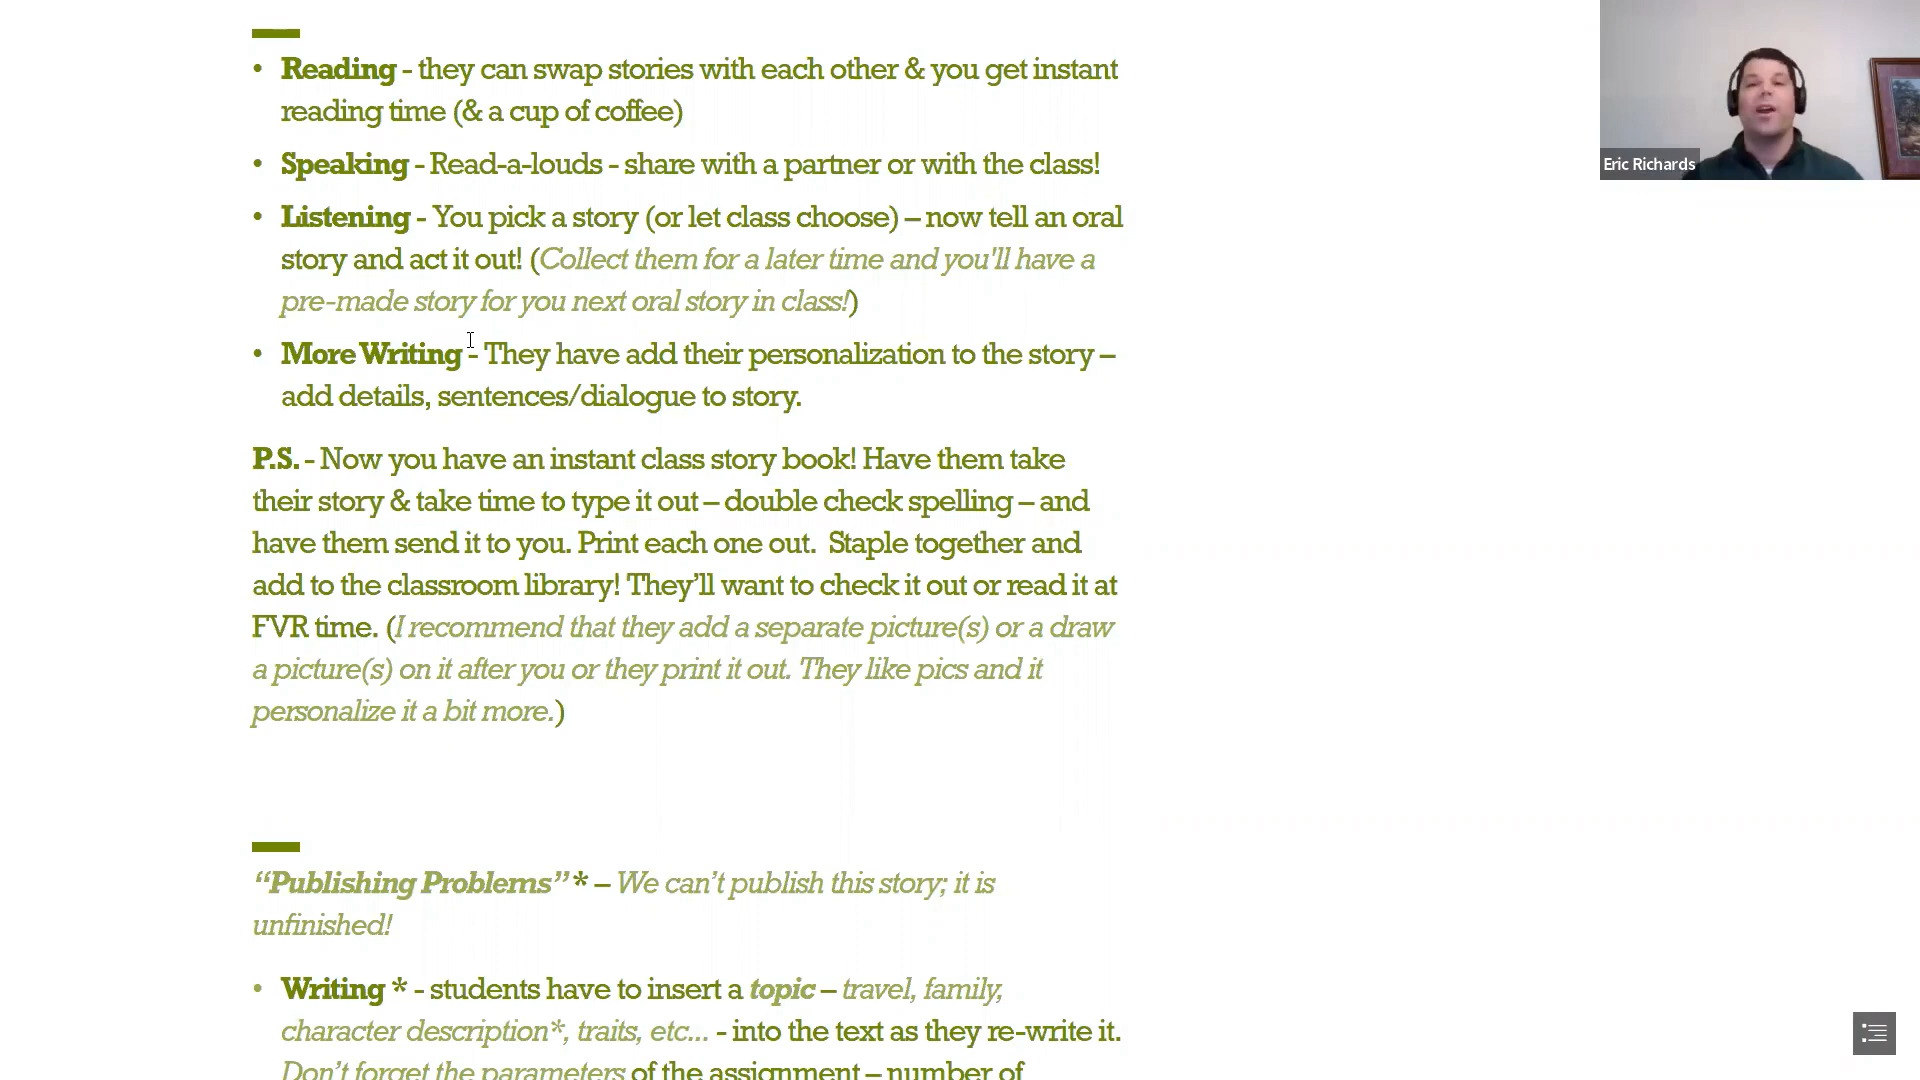 • Reading - they can swap stories with each other & you get instant
reading time (& a cup of coffee)
• Speaking - Read-a-louds - share with a partner or with the class!
• Listening - You pick a story (or let class choose) – now tell an oral
story and act it out! (Collect them for a later time and you'll have a
pre-made story for you next oral story in class!)
• More Writing - They have add their personalization to the story –
add details, sentences/dialogue to story.
P.S. - Now you have an instant class story book! Have them take
their story & take time to type it out – double check spelling – and
have them send it to you. Print each one out.  Staple together and
add to the classroom library! They’ll want to check it out or read it at
FVR time. (I recommend that they add a separate picture(s) or a draw
a picture(s) on it after you or they print it out. They like pics and it
personalize it a bit more.)
“Publishing Problems” * – We can’t publish this story; it is
unfinished!
• Writing * - students have to insert a topic – travel, family,
character description*, traits, etc... - into the text as they re-write it.
Don’t forget the parameters of the assignment – number of
Eric Richards